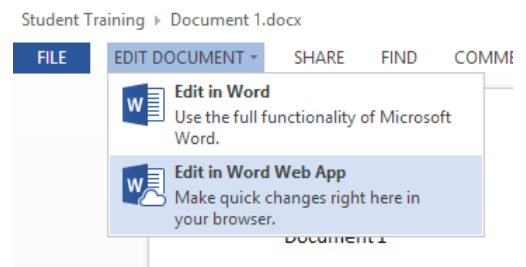 Student Training ▸ Document 1.docx
FILE EDIT DOCUMENT SHARE FIND COMME
Edit in Word
Use the full functionality of Microsoft
Word.
Edit in Word Web App
Make quick changes right here in
your browser.
Document 1